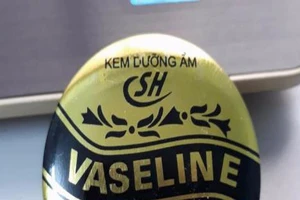 KEM DƯỠNG ẨM
SH
VASELINE